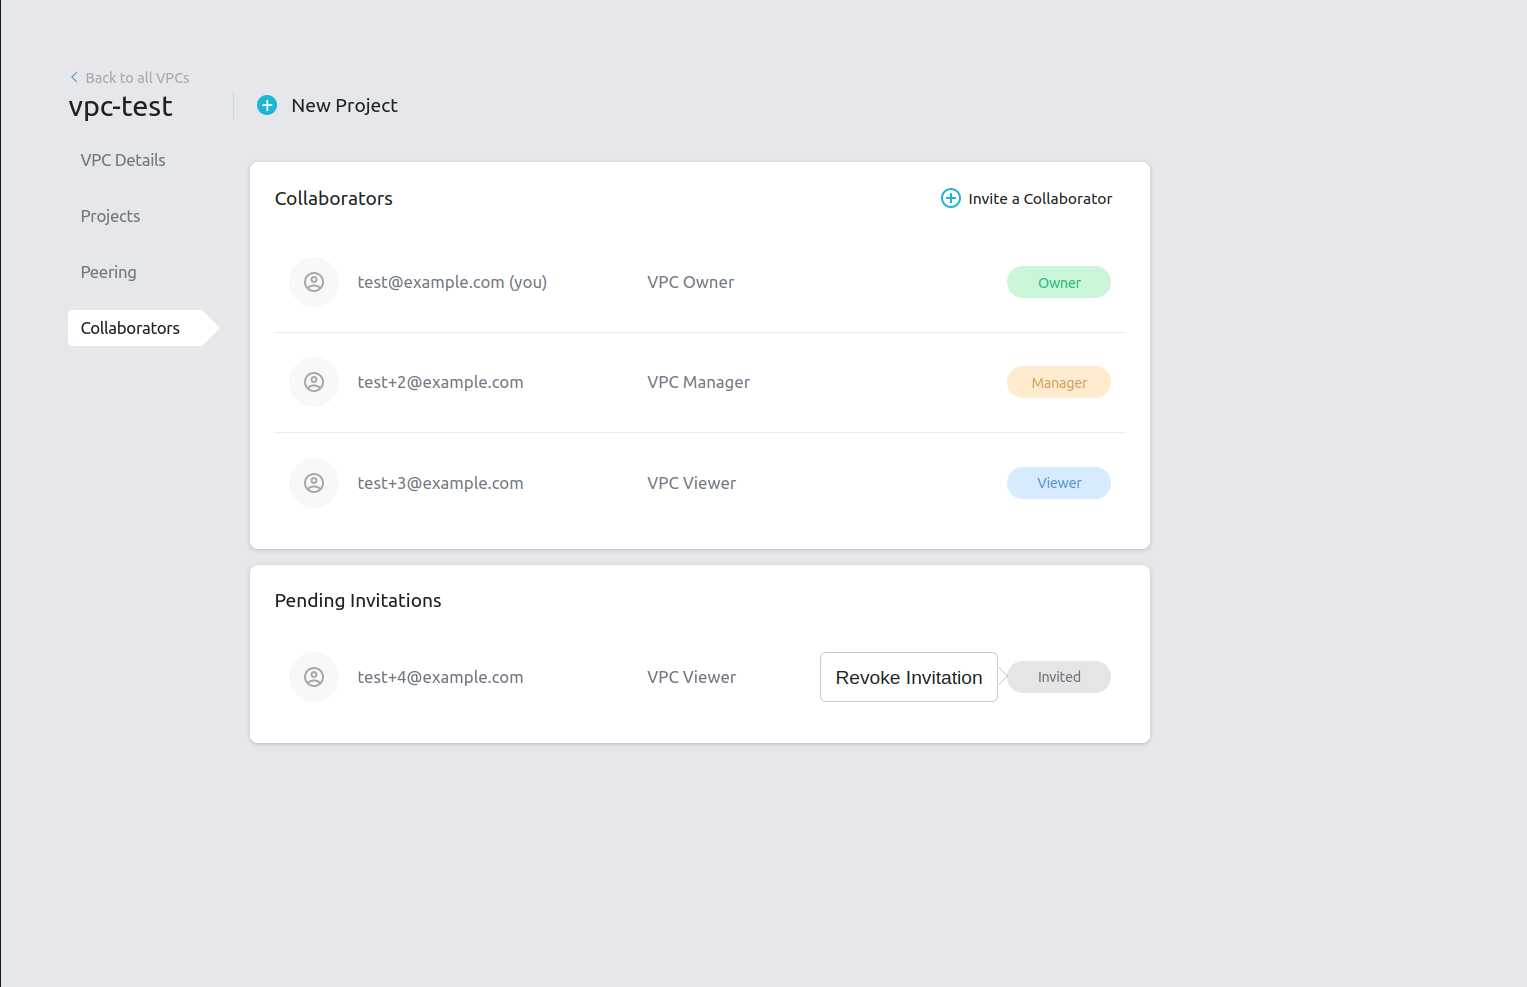 Back to all VPCs
vpc-test
New Project
VPC Details
Projects
Peering
Collaborators
Collaborators
Invite a Collaborator
test@example.com (you) VPC Owner Owner
test+2@example.com VPC Manager Manager
test+3@example.com VPC Viewer Viewer
Pending Invitations
test+4@example.com VPC Viewer Revoke Invitation Invited